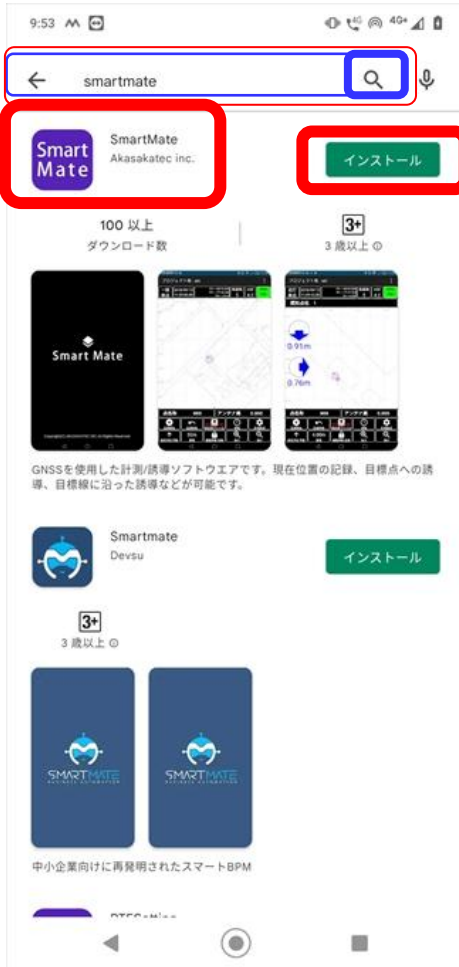 9:53
4G
4G+
smartmate
Smart
Mate
SmartMate
Akasakatec inc.
インストール
100 以上
ダウンロード数
3+
3 歳以上
Smart Mate
0.91m
0.76m
GNSSを使用した計測/誘導ソフトウエアです。現在位置の記録、目標点への誘
導、目標線に沿った誘導などが可能です。
Smartmate
Devsu
インストール
3+
3 歳以上
SMARTMATE
BUSINESS AUTOMATION
SMARTMATE
BUSINESS AUTOMATION
中小企業向けに再発明されたスマートBPM